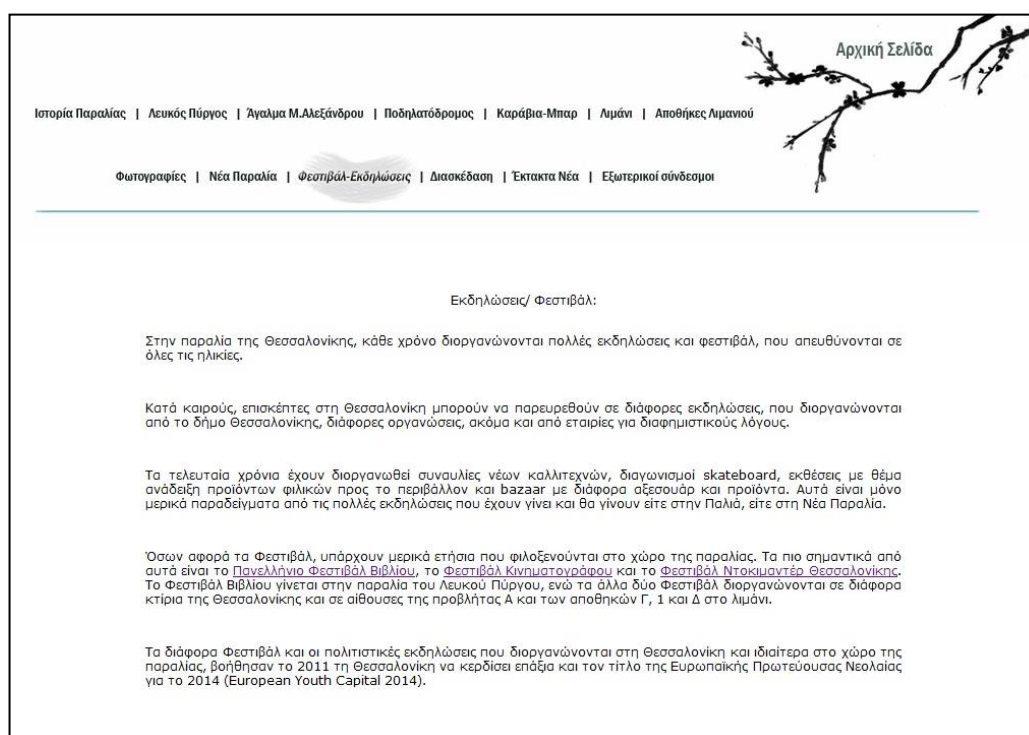 Αρχική Σελίδα
Ιστορία Παραλίας | Λευκός Πύργος | Άγαλμα Μ.Αλεξάνδρου | Ποδηλατόδρομος | Καράβια-Μπαρ | Λιμάνι | Αποθήκες Λιμανιού
Φωτογραφίες | Νέα Παραλία | Φεστιβάλ-Εκδηλώσεις | Διασκέδαση | Έκτακτα Νέα | Εξωτερικοί σύνδεσμοι
Εκδηλώσεις/ Φεστιβάλ:
Στην παραλία της Θεσσαλονίκης, κάθε χρόνο διοργανώνονται πολλές εκδηλώσεις και φεστιβάλ, που απευθύνονται σε
όλες τις ηλικίες.
Κατά καιρούς, επισκέπτες στη Θεσσαλονίκη μπορούν να παρευρεθούν σε διάφορες εκδηλώσεις, που διοργανώνονται
από το δήμο Θεσσαλονίκης, διάφορες οργανώσεις, ακόμα και από εταιρίες για διαφημιστικούς λόγους.
Τα τελευταία χρόνια έχουν διοργανωθεί συναυλίες νέων καλλιτεχνών, διαγωνισμοί skateboard, εκθέσεις με θέμα
ανάδειξη προϊόντων φιλικών προς το περιβάλλον και bazaar με διάφορα αξεσουάρ και προϊόντα. Αυτά είναι μόνο
μερικά παραδείγματα από τις πολλές εκδηλώσεις που έχουν γίνει και θα γίνουν είτε στην Παλιά, είτε στη Νέα Παραλία.
Όσων αφορά τα Φεστιβάλ, υπάρχουν μερικά ετήσια που φιλοξενούνται στο χώρο της παραλίας. Τα πιο σημαντικά από
αυτά είναι το Πανελλήνιο Φεστιβάλ Βιβλίου, το Φεστιβάλ Κινηματογράφου και το Φεστιβάλ Ντοκιμαντέρ Θεσσαλονίκης.
Το Φεστιβάλ Βιβλίου γίνεται στην παραλία του Λευκού Πύργου, ενώ τα άλλα δύο Φεστιβάλ διοργανώνονται σε διάφορα
κτίρια της Θεσσαλονίκης και σε αίθουσες της προβλήτας Α και των αποθηκών Γ, 1 και Δ στο λιμάνι.
Τα διάφορα Φεστιβάλ και οι πολιτιστικές εκδηλώσεις που διοργανώνονται στη Θεσσαλονίκη και ιδιαίτερα στο χώρο της
παραλίας, βοήθησαν το 2011 τη Θεσσαλονίκη να κερδίσει επάξια και τον τίτλο της Ευρωπαϊκής Πρωτεύουσας Νεολαίας
για το 2014 (European Youth Capital 2014).